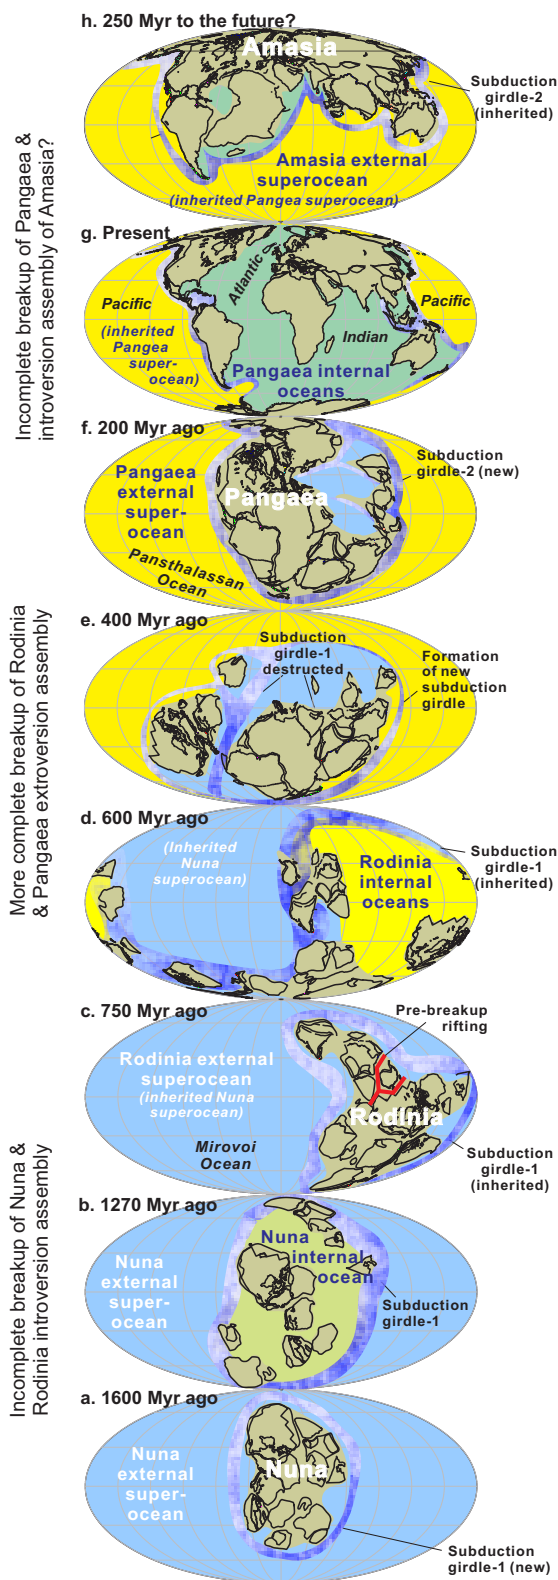 h. 250 Myr to the future?
Amasia
Subduction
girdle-2
(inherited)
Amasia external
superocean
(inherited Pangea superocean)
g. Present
Pacific
(inherited
Pangea
super-
ocean)
Atlantic
Indian
Pacific
Pangaea internal
oceans
Incomplete breakup of Pangaea &
introversion assembly of Amasia?
f. 200 Myr ago
Pangaea
external
super-
ocean
Pangaea
Subduction
girdle-2 (new)
Pansthalassan
Ocean
e. 400 Myr ago
Subduction
girdle-1
destructed
Formation
of new
subduction
girdle
More complete breakup of Rodinia
& Pangaea extroversion assembly
d. 600 Myr ago
(Inherited
Nuna
superocean)
Rodinia
internal
oceans
Subduction
girdle-1
(inherited)
c. 750 Myr ago
Pre-breakup
rifting
Rodinia external
superocean
(inherited Nuna
superocean)
Rodinia
Mirovoi
Ocean
Subduction
girdle-1
(inherited)
Incomplete breakup of Nuna &
Rodinia introversion assembly
b. 1270 Myr ago
Nuna
internal
ocean
Nuna
external
super-
ocean
Subduction
girdle-1
a. 1600 Myr ago
Nuna
external
super-
ocean
Nuna
Subduction
girdle-1 (new)